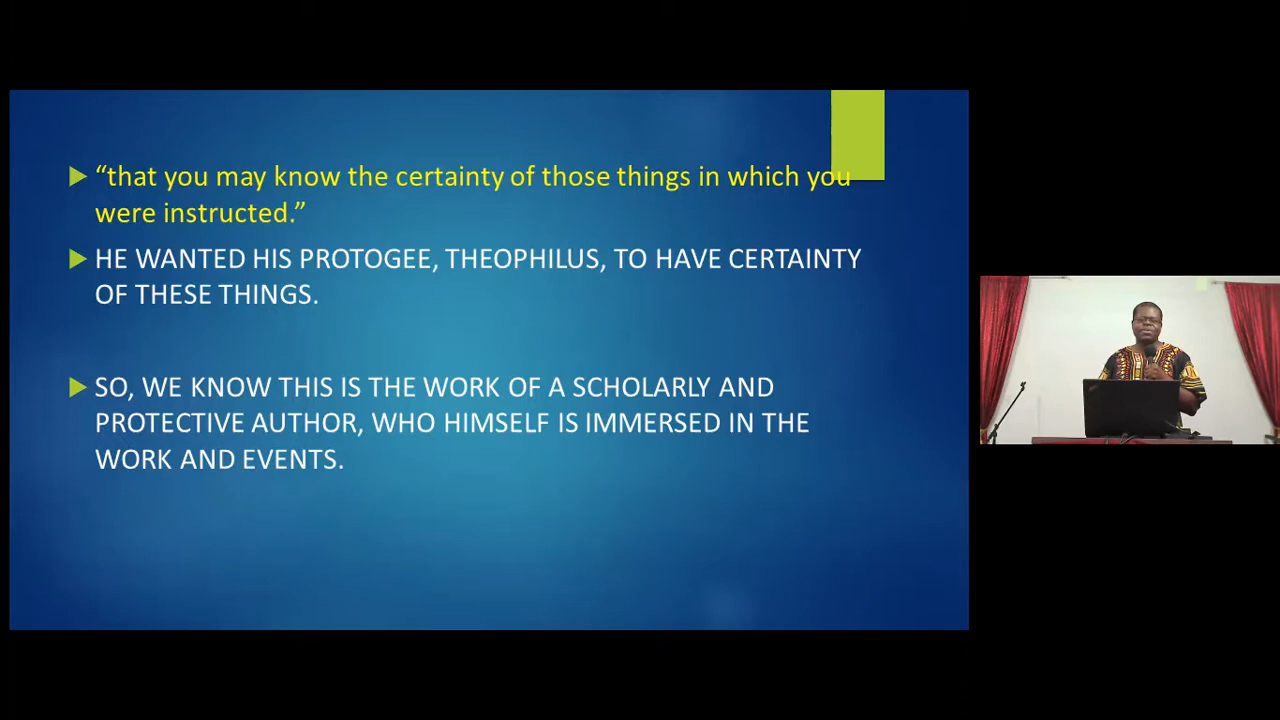 “that you may know the certainty of those things in which you
were instructed.”
HE WANTED HIS PROTOGEE, THEOPHILUS, TO HAVE CERTAINTY
OF THESE THINGS.
SO, WE KNOW THIS IS THE WORK OF A SCHOLARLY AND
PROTECTIVE AUTHOR, WHO HIMSELF IS IMMERSED IN THE
WORK AND EVENTS.